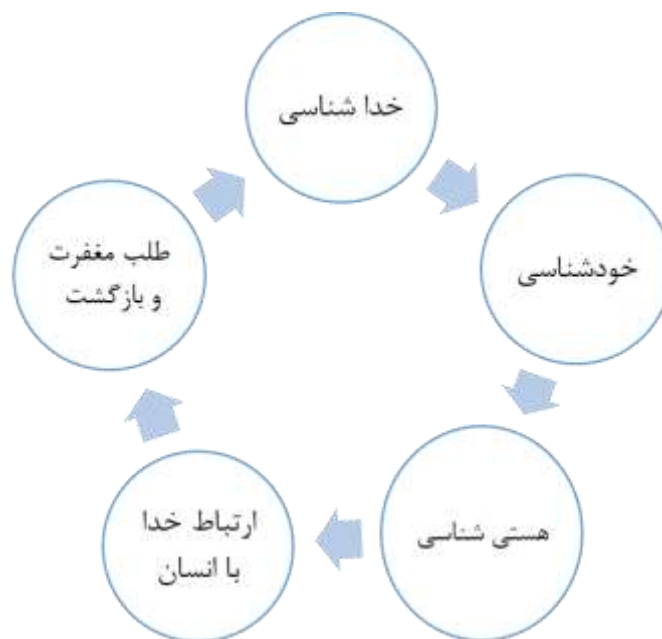 خدا شناسی
خودشناسی
هستی شناسی
ارتباط خدا
با انسان
طلب مغفرت
و بازگشت